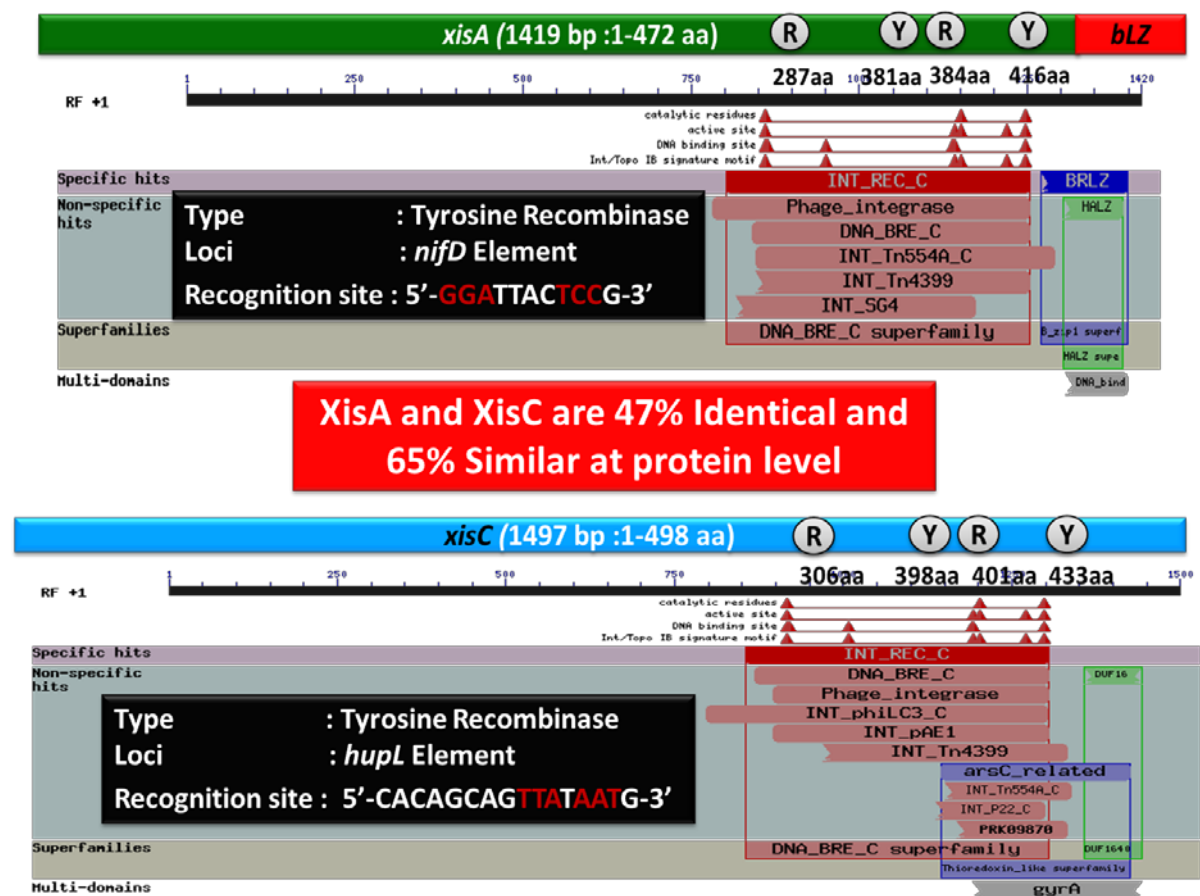 xisA (1419 bp :1-472 aa) R Y R Y bLZ
287aa 381aa 384aa 416aa
1 250 500 750 1420
RF +1
catalytic residues
active site
DNA binding site
Int/Topo IB signature motif
Specific hits INT_REC_C BRLZ
Non-specific hits
Phage_integrase HALZ
DNA_BRE_C
INT_Tn554A_C
INT_Tn4399
INT_SG4
Type : Tyrosine Recombinase
Loci : nifD Element
Recognition site : 5’-GGATTACTCCG-3’
Superfamilies DNA_BRE_C superfamily B_zip1 superf
HALZ supe
Multi-domains DNA_bind
XisA and XisC are 47% Identical and
65% Similar at protein level
xisC (1497 bp :1-498 aa) R Y R Y
306aa 398aa 401aa 433aa
1 250 500 750 1500
RF +1
catalytic residues
active site
DNA binding site
Int/Topo IB signature motif
Specific hits INT_REC_C
Non-specific hits
DNA_BRE_C DUF16
Phage_integrase
INT_phiLC3_C
INT_pAE1
INT_Tn4399
arsC_related
INT_Tn554A_C
INT_P22_C
PRK09870
Type : Tyrosine Recombinase
Loci : hupL Element
Recognition site : 5’-CACAGCAGTTATAATG-3’
Superfamilies DNA_BRE_C superfamily DUF1640
Thioredoxin_like superfamily
Multi-domains gyrA